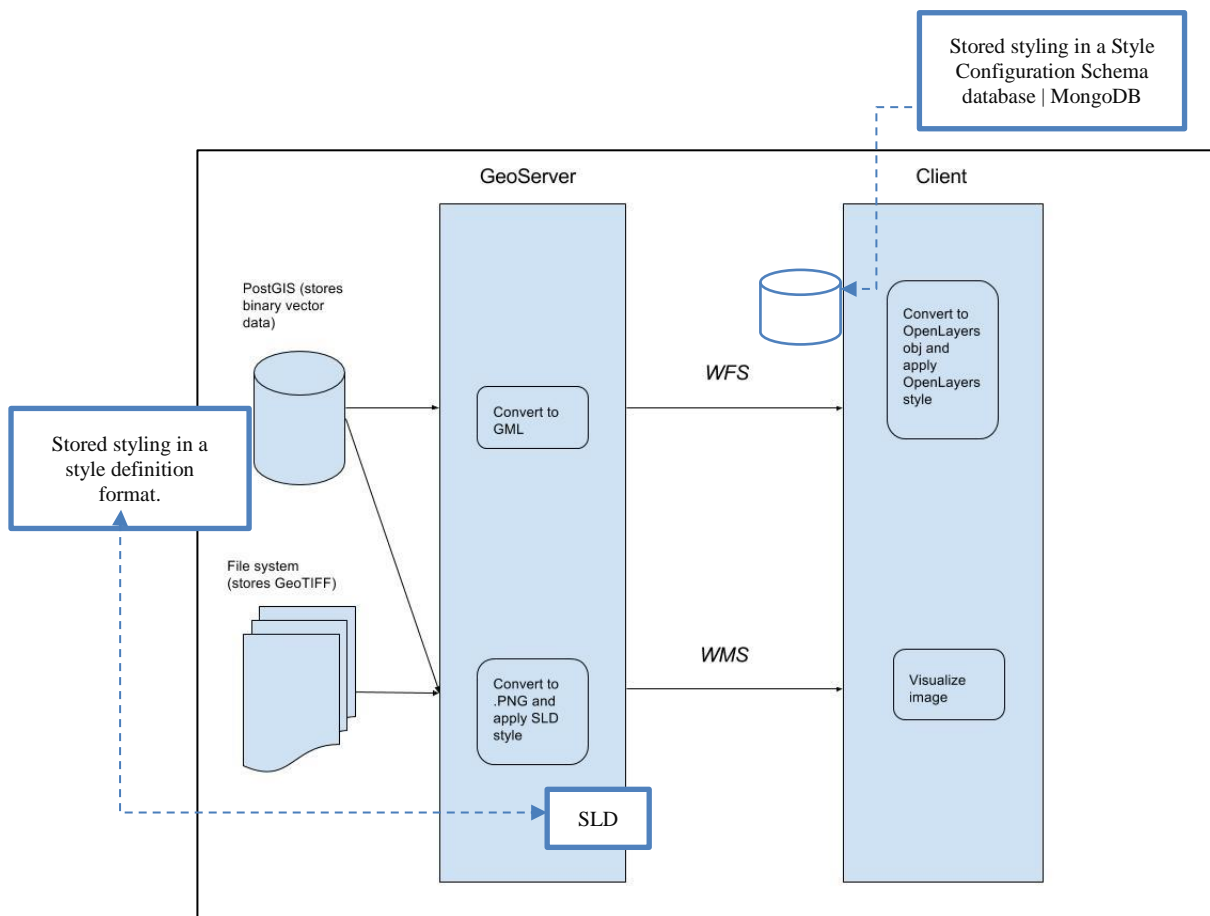 Stored styling in a Style
Configuration Schema
database | MongoDB
GeoServer
Client
PostGIS (stores
binary vector
data)
Convert to
OpenLayers
obj and
apply
OpenLayers
style
WFS
Convert to
GML
Stored styling in a
style definition
format.
File system
(stores GeoTIFF)
WMS
Convert to
.PNG and
apply SLD
style
Visualize
image
SLD